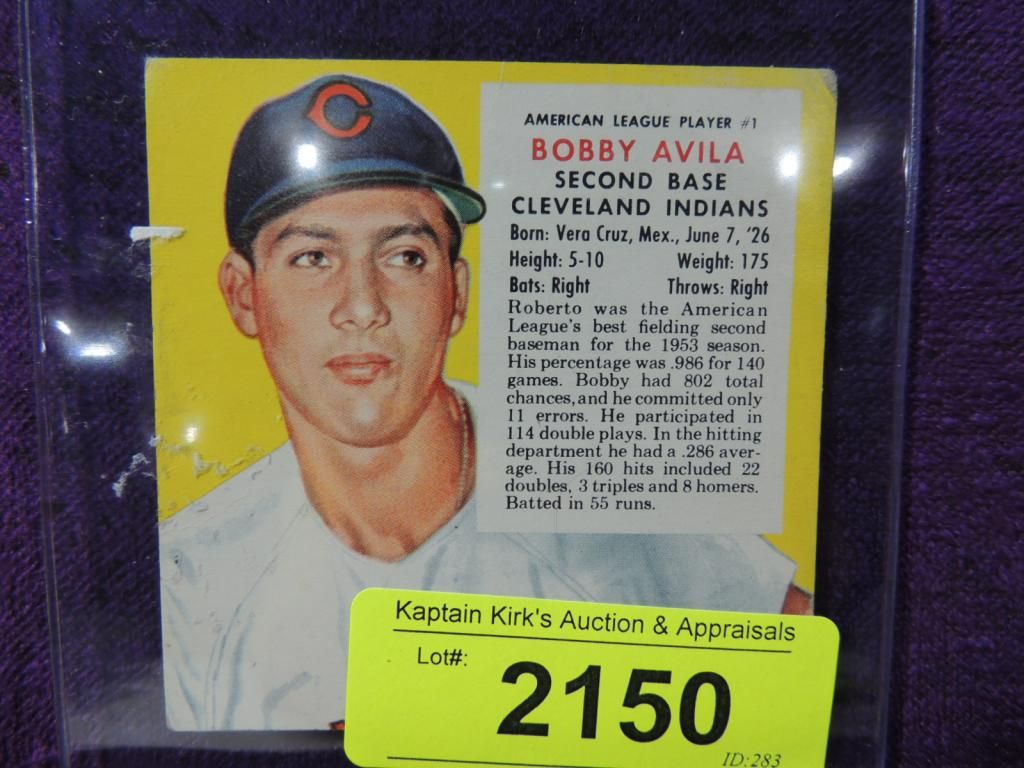 C
AMERICAN LEAGUE PLAYER #1
BOBBY AVILA
SECOND BASE
CLEVELAND INDIANS
Born: Vera Cruz, Mex., June 7, '26
Height: 5-10 Weight: 175
Bats: Right Throws: Right
Roberto was the American
League's best fielding second
baseman for the 1953 season.
His percentage was .986 for 140
games. Bobby had 802 total
chances, and he committed only
11 errors. He participated in
114 double plays. In the hitting
department he had a .286 aver-
age. His 160 hits included 22
doubles, 3 triples and 8 homers.
Batted in 55 runs.
Kaptain Kirk's Auction & Appraisals
Lot#:
2150
ID:283